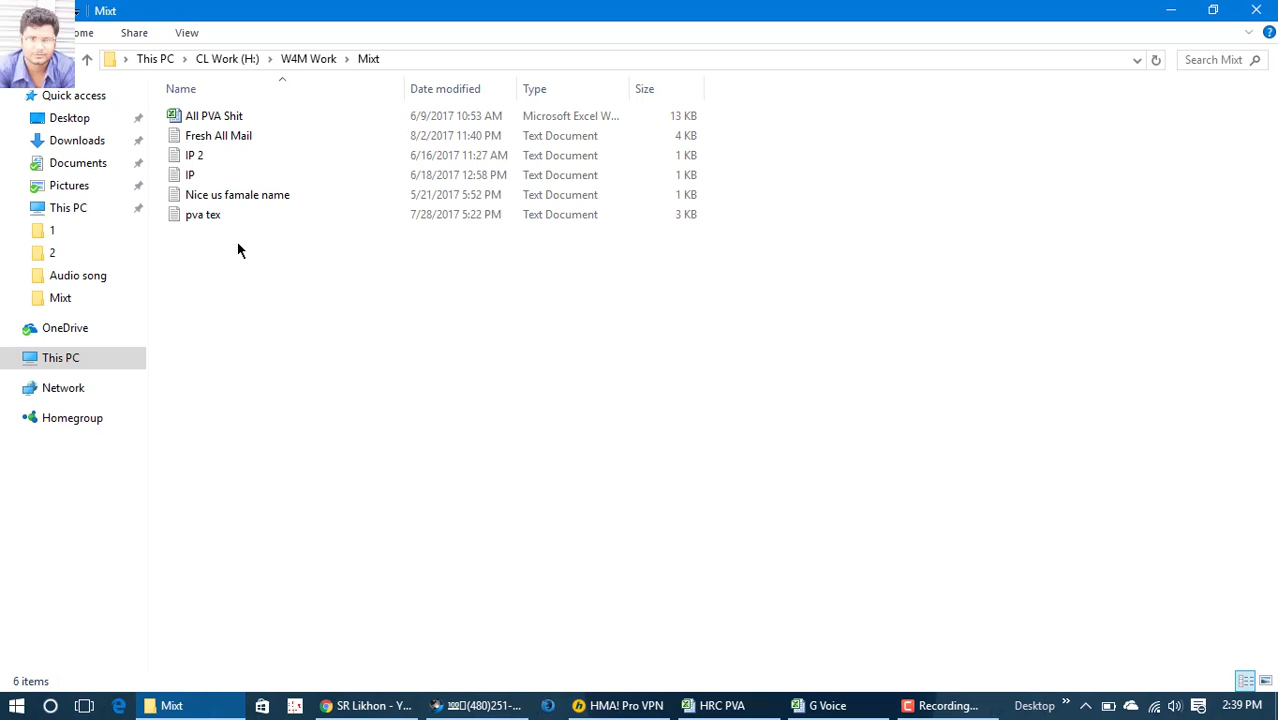 Mixt
ome Share View
This PC CL Work (H:) W4M Work Mixt Search Mixt
Name Date modified Type Size
Quick access
Desktop
Downloads
Documents
Pictures
This PC
1
2
Audio song
Mixt
OneDrive
This PC
Network
Homegroup
All PVA Shit 6/9/2017 10:53 AM Microsoft Excel W... 13 KB
Fresh All Mail 8/2/2017 11:40 PM Text Document 4 KB
IP 2 6/16/2017 11:27 AM Text Document 1 KB
IP 6/18/2017 12:58 PM Text Document 1 KB
Nice us famale name 5/21/2017 5:52 PM Text Document 1 KB
pva tex 7/28/2017 5:22 PM Text Document 3 KB
6 items
Mixt SR Likhon - Y... (480)251-... HMA! Pro VPN HRC PVA G Voice Recording... Desktop 2:39 PM